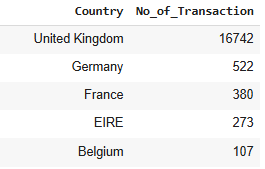 Country No_of_Transaction
United Kingdom 16742
Germany 522
France 380
EIRE 273
Belgium 107